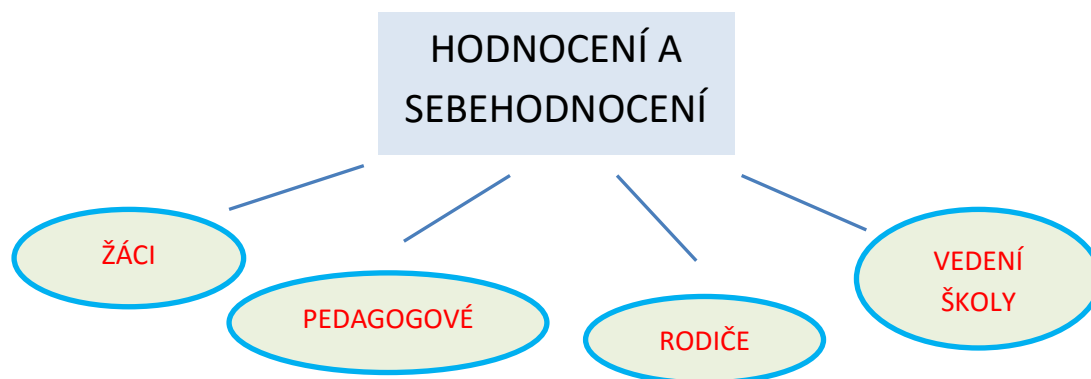 HODNOCENÍ A
SEBEHODNOCENÍ
ŽÁCI
PEDAGOGOVÉ
RODIČE
VEDENÍ
ŠKOLY